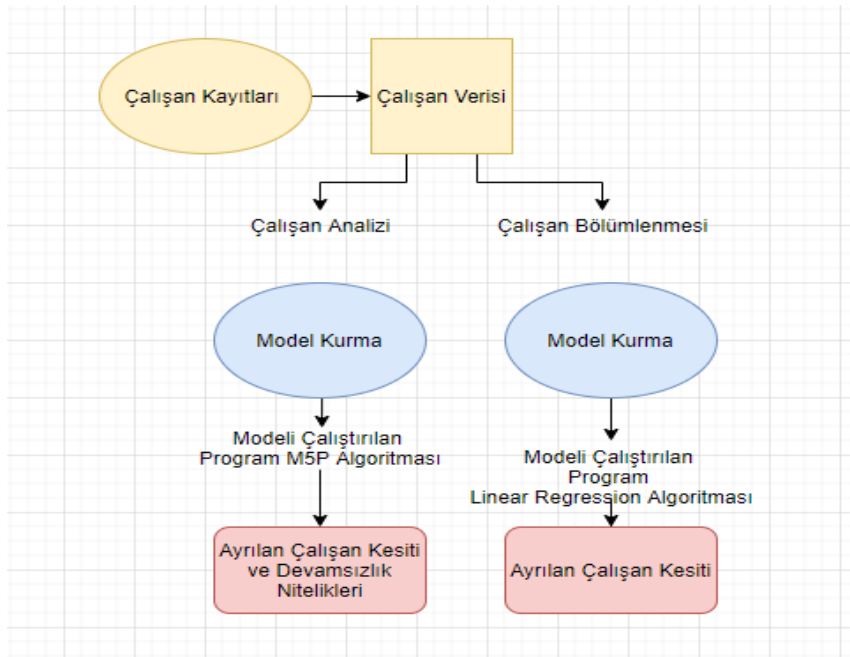 Çalışan Kayıtları
Çalışan Verisi
Çalışan Analizi
Çalışan Bölümlenmesi
Model Kurma
Model Kurma
Modeli Çalıştırılan
Program M5P Algoritması
Modeli Çalıştırılan
Program
Linear Regression Algoritması
Ayrılan Çalışan Kesiti
ve Devamsızlık
Nitelikleri
Ayrılan Çalışan Kesiti